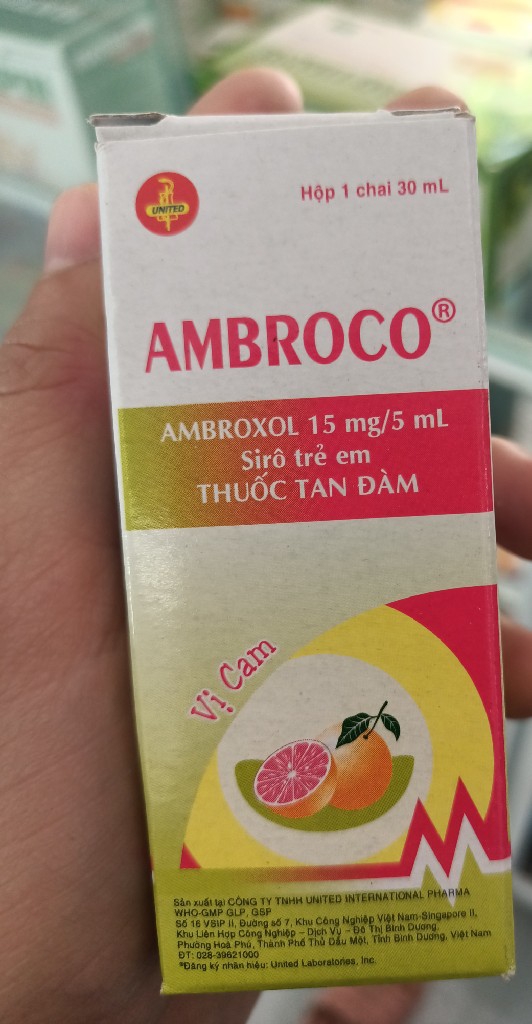 UNITED
Hộp 1 chai 30 mL
AMBROCO®
AMBROXOL 15 mg/5 mL
Sirô trẻ em
THUỐC TAN ĐÀM
Vị Cam
Sản xuất tại CÔNG TY TNHH UNITED INTERNATIONAL PHARMA
WHO-GMP GLP, GSP
Số 16 VSIP II, Đường số 7, Khu Công Nghiệp Việt Nam-Singapore II,
Khu Liên Hợp Công Nghiệp – Dịch Vụ – Đô Thị Bình Dương,
Phường Hoà Phú, Thành Phố Thủ Dầu Một, Tỉnh Bình Dương, Việt Nam
ĐT: 028-39621000
®Đăng ký nhãn hiệu: United Laboratories, Inc.